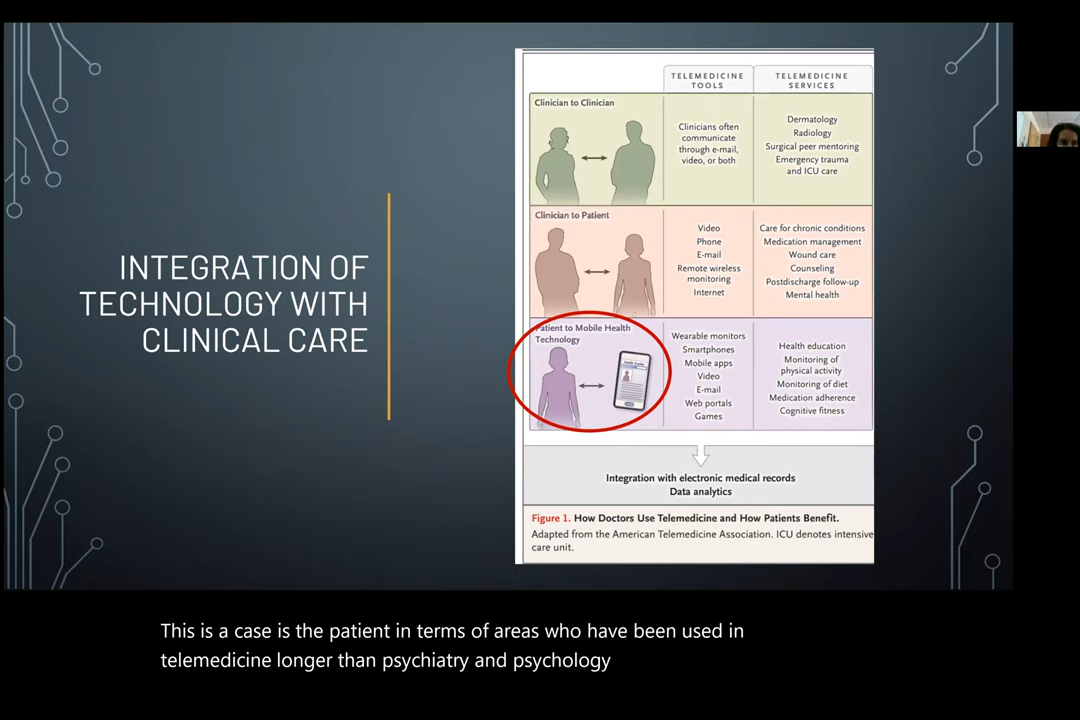 INTEGRATION OF
TECHNOLOGY WITH
CLINICAL CARE
TELEMEDICINE
TOOLS
TELEMEDICINE
SERVICES
Clinician to Clinician
Clinicians often
communicate
through e-mail,
video, or both
Dermatology
Radiology
Surgical peer mentoring
Emergency trauma
and ICU care
Clinician to Patient
Video
Phone
E-mail
Remote wireless
monitoring
Internet
Care for chronic conditions
Medication management
Wound care
Counseling
Postdischarge follow-up
Mental health
Patient to Mobile Health
Technology
Wearable monitors
Smartphones
Mobile apps
Video
E-mail
Web portals
Games
Health education
Monitoring of
physical activity
Monitoring of diet
Medication adherence
Cognitive fitness
Integration with electronic medical records
Data analytics
Figure 1. How Doctors Use Telemedicine and How Patients Benefit.
Adapted from the American Telemedicine Association. ICU denotes intensive
care unit.
This is a case is the patient in terms of areas who have been used in
telemedicine longer than psychiatry and psychology